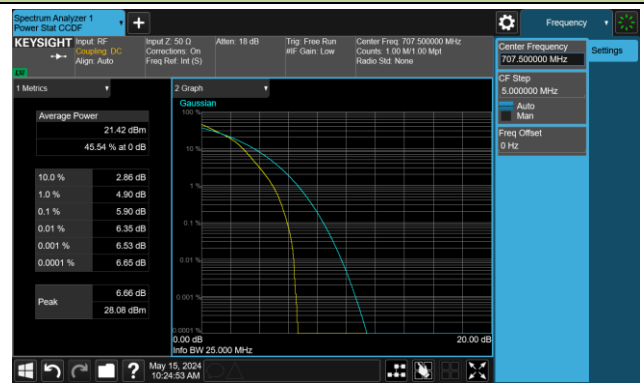 Spectrum Analyzer 1
Power Stat CCDF
Frequency
KEYSIGHT
Input: RF
Coupling: DC
Align: Auto
Input Z: 50 Ω
Corrections: On
Freq Ref: Int (S)
Atten: 18 dB
Trig: Free Run
#IF Gain: Low
Center Freq: 707.500000 MHz
Counts: 1.00 M/1.00 Mpt
Radio Std: None
Center Frequency
707.500000 MHz
Settings
CF Step
5.000000 MHz
Auto
Man
Freq Offset
0 Hz
1 Metrics
Average Power
21.42 dBm
45.54 % at 0 dB
10.0 % 2.86 dB
1.0 % 4.90 dB
0.1 % 5.90 dB
0.01 % 6.35 dB
0.001 % 6.53 dB
0.0001 % 6.65 dB
Peak
6.66 dB
28.08 dBm
2 Graph
Gaussian
100 %
10 %
1 %
0.1 %
0.01 %
0.001 %
0.0001 %
0.00 dB 20.00 dB
Info BW 25.000 MHz
May 15, 2024
10:24:53 AM